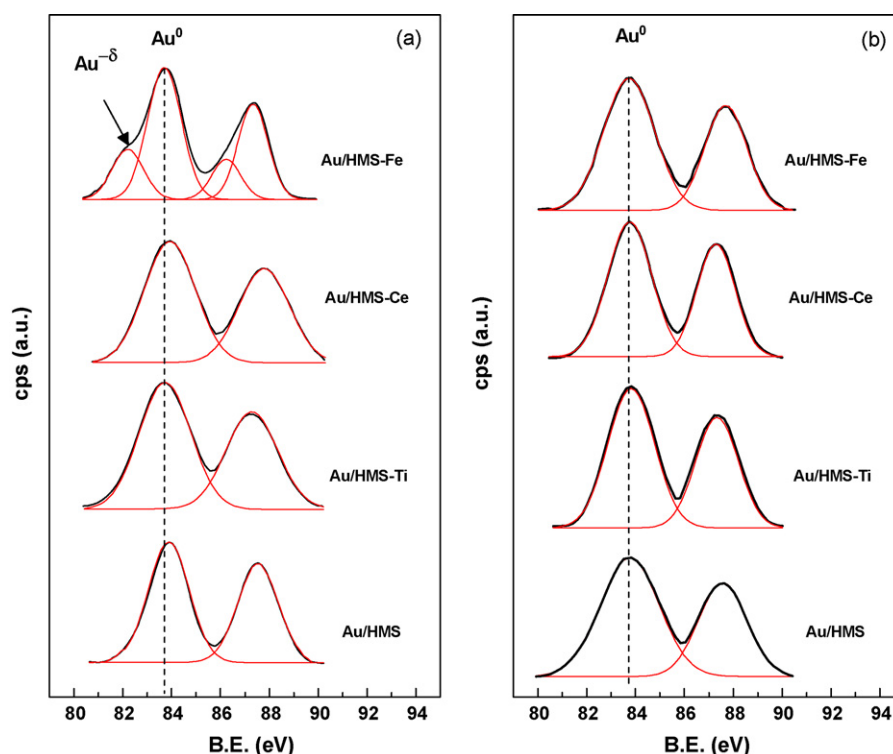 (a)
Au⁰
Au⁻ᵟ
Au/HMS-Fe
Au/HMS-Ce
Au/HMS-Ti
Au/HMS
cps (a.u.)
80 82 84 86 88 90 92 94
B.E. (eV)
(b)
Au⁰
Au/HMS-Fe
Au/HMS-Ce
Au/HMS-Ti
Au/HMS
cps (a.u.)
80 82 84 86 88 90 92 94
B.E. (eV)